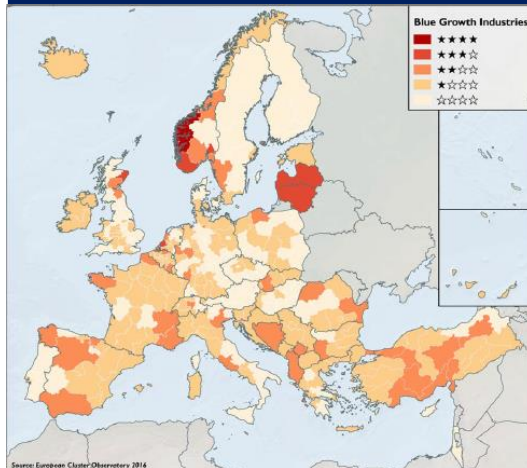 Blue Growth Industries
★★★★
★★★☆
★★☆☆
★☆☆☆
☆☆☆☆
Source: European Cluster Observatory 2016